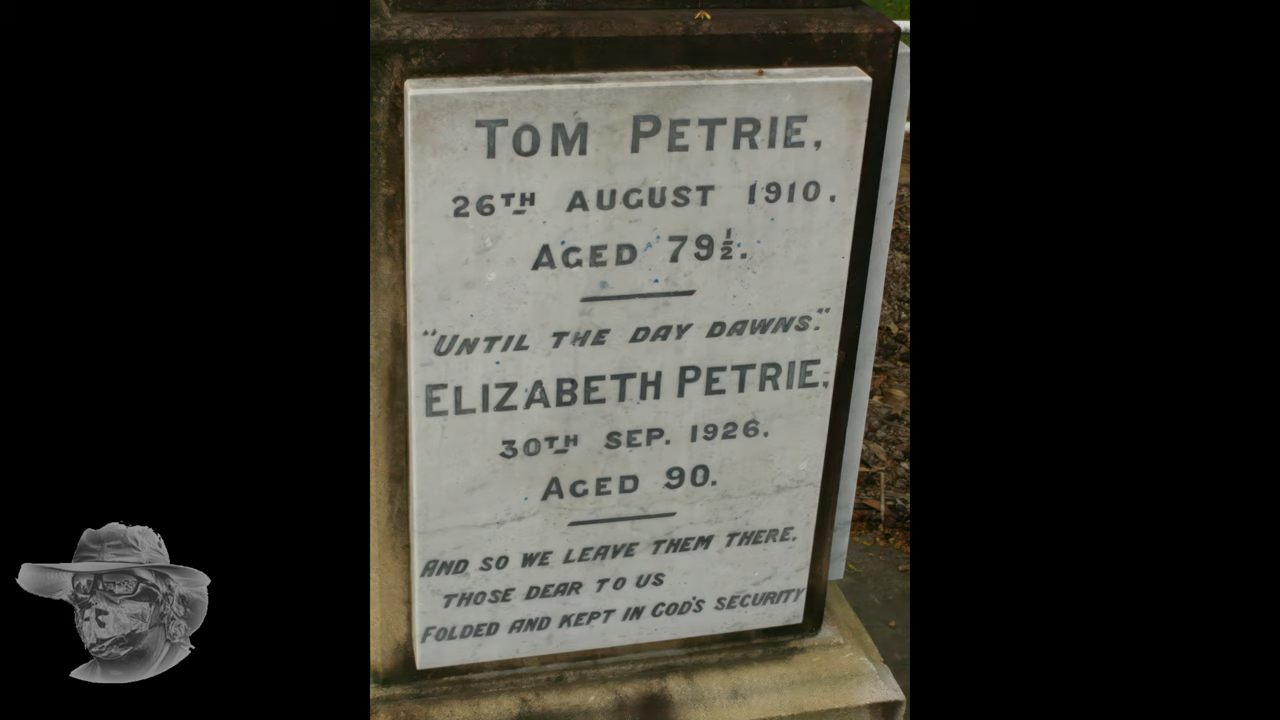 TOM PETRIE,
26TH AUGUST 1910.
AGED 79½.
"UNTIL THE DAY DAWNS."
ELIZABETH PETRIE,
30TH SEP. 1926.
AGED 90.
AND SO WE LEAVE THEM THERE,
THOSE DEAR TO US
FOLDED AND KEPT IN GOD'S SECURITY